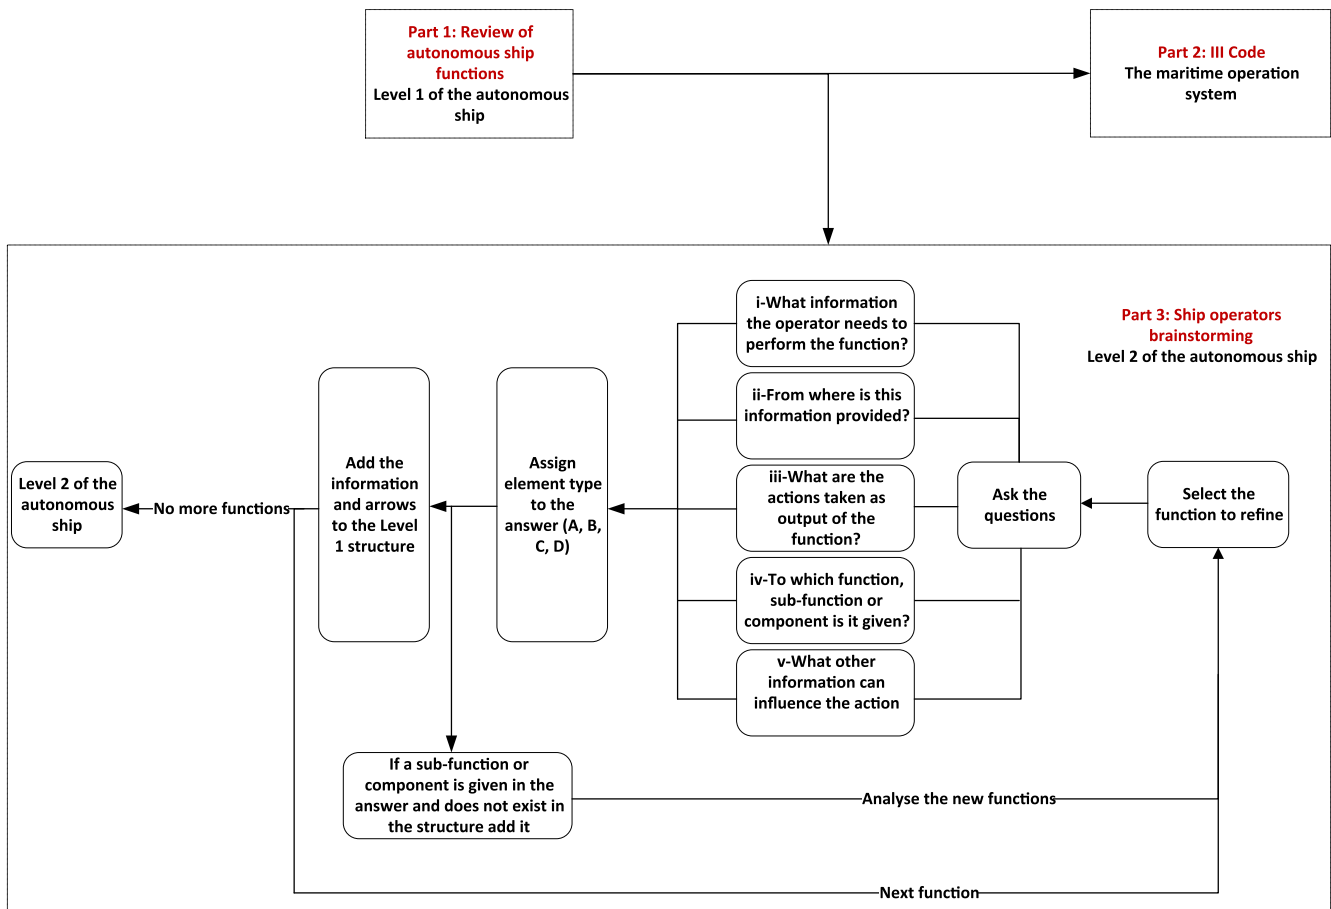 Part 1: Review of
autonomous ship
functions
Level 1 of the autonomous
ship
Part 2: III Code
The maritime operation
system
Part 3: Ship operators
brainstorming
Level 2 of the autonomous ship
i-What information
the operator needs to
perform the function?
ii-From where is this
information provided?
iii-What are the
actions taken as
output of the
function?
iv-To which function,
sub-function or
component is it given?
v-What other
information can
influence the action
Select the
function to refine
Ask the
questions
Assign
element type
to the
answer (A, B,
C, D)
Add the
information
and arrows
to the Level
1 structure
No more functions
Level 2 of the
autonomous
ship
If a sub-function or
component is given in the
answer and does not exist in
the structure add it
Analyse the new functions
Next function